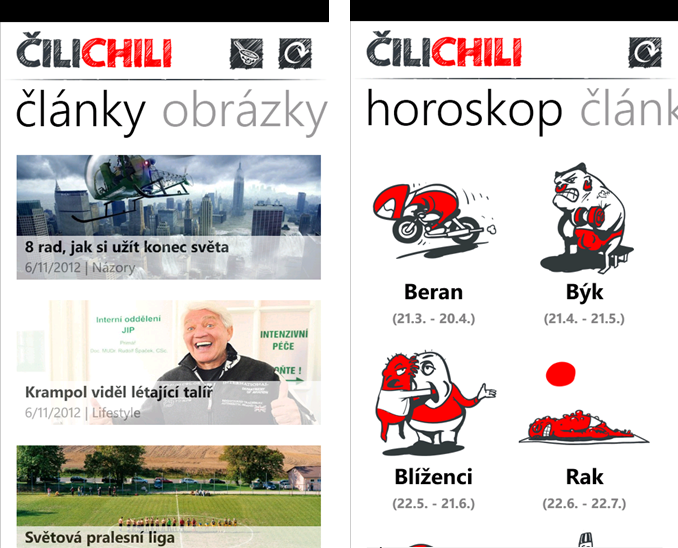 ČILICHILI
články obrázky
8 rad, jak si užít konec světa
6/11/2012 | Názory
Interní oddělení
JIP
INTENZIVNÍ
PÉČE
Krampol viděl létající talíř
6/11/2012 | Lifestyle
Světová pralesní liga
ČILICHILI
horoskop článk
Beran
(21.3. - 20.4.)
Býk
(21.4. - 21.5.)
Blíženci
(22.5. - 21.6.)
Rak
(22.6. - 22.7.)